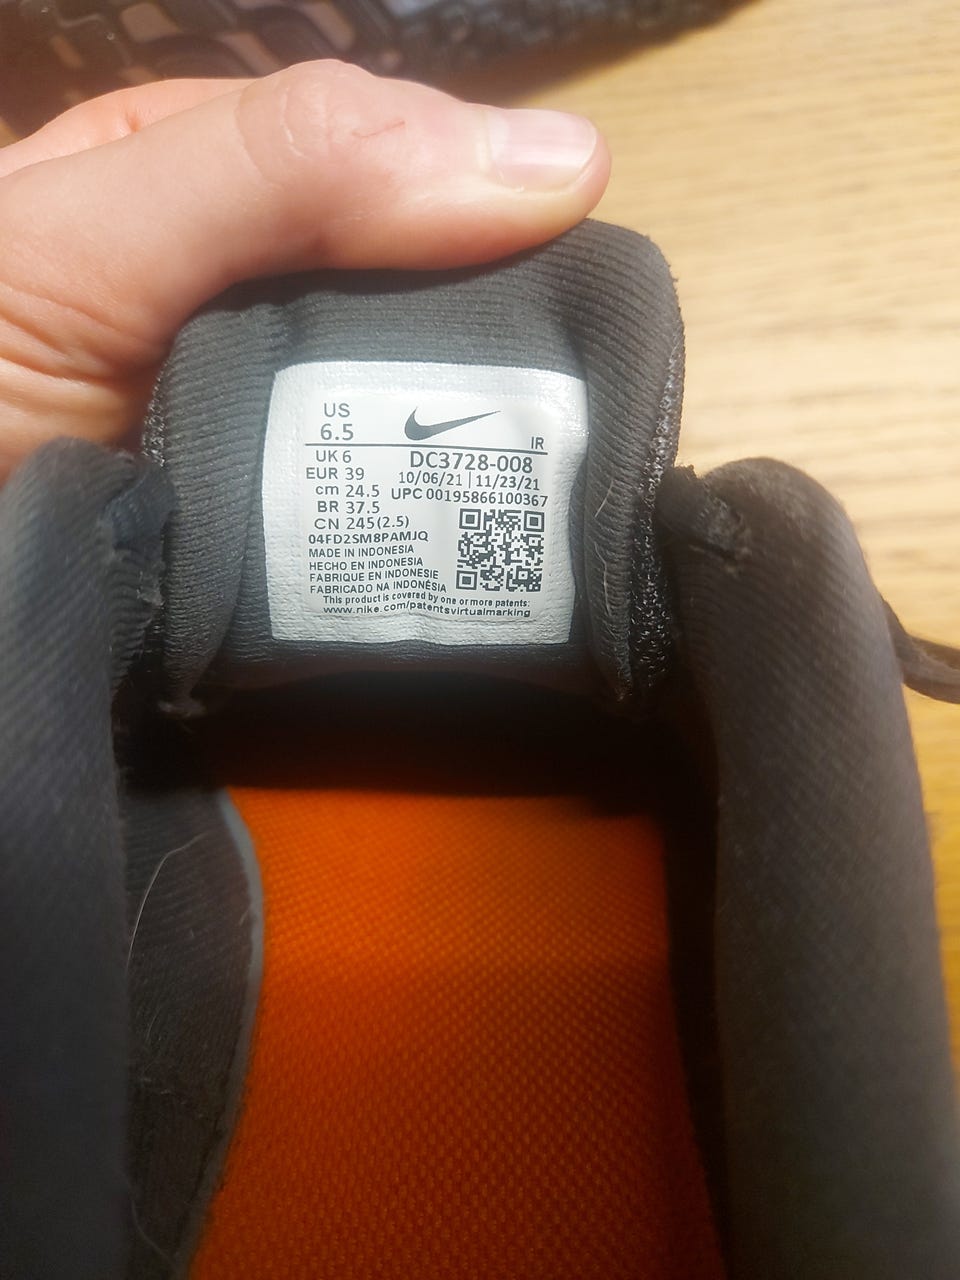 US
6.5
IR
UK 6
EUR 39
cm 24.5
BR 37.5
CN 245(2.5)
DC3728-008
10/06/21 | 11/23/21
UPC 00195866100367
04FD2SM8PAMJQ
MADE IN INDONESIA
HECHO EN INDONESIA
FABRIQUE EN INDONESIE
FABRICADO NA INDONÉSIA
This product is covered by one or more patents:
www.nike.com/patentsvirtualmarking